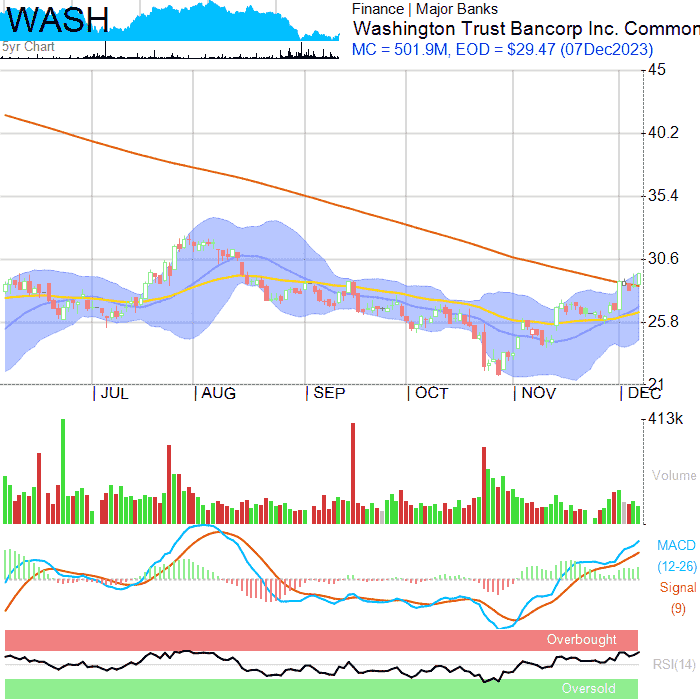 WASH
5yr Chart
Finance | Major Banks
Washington Trust Bancorp Inc. Common
MC = 501.9M, EOD = $29.47 (07Dec2023)
45
40.2
35.4
30.6
25.8
21
JUL AUG SEP OCT NOV DEC
413k
Volume
MACD
(12-26)
Signal
(9)
Overbought
RSI(14)
Oversold